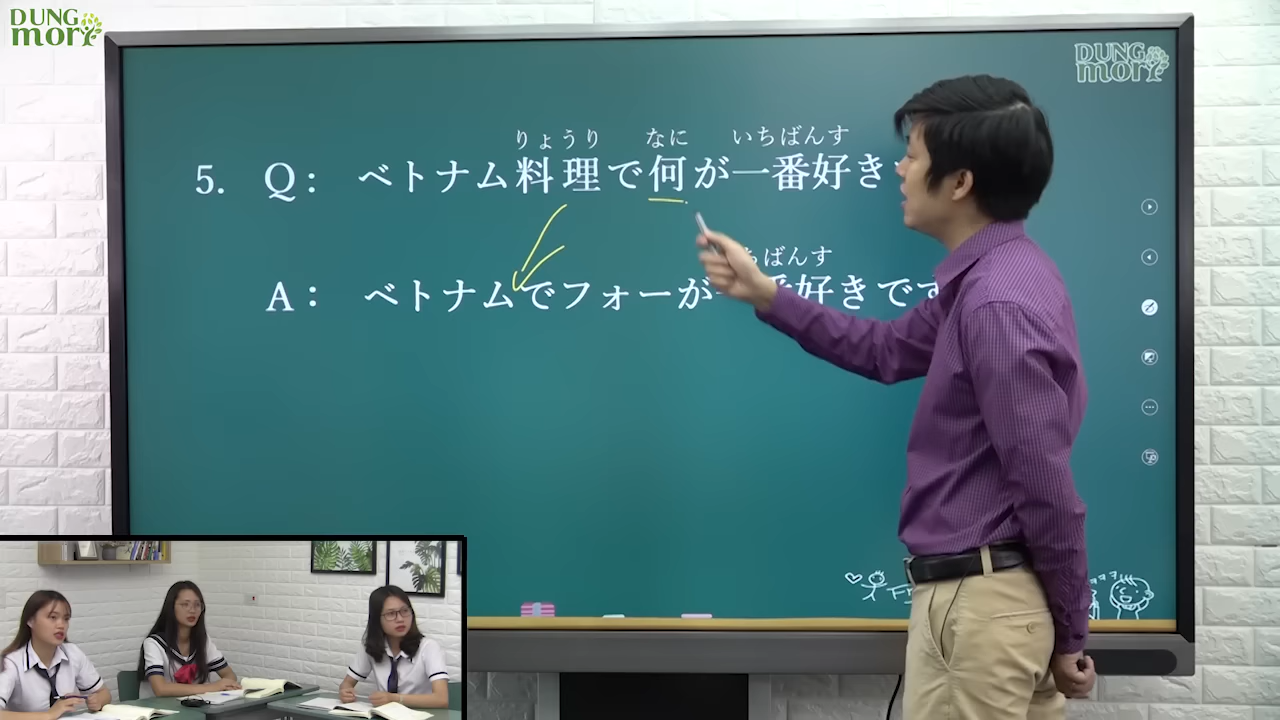 DUNG
mori
DUNG
mori
りょうり なに いちばんす
5. Q: ベトナム料理で何が一番好き
ばんす
A: ベトナムでフォーが番好きです